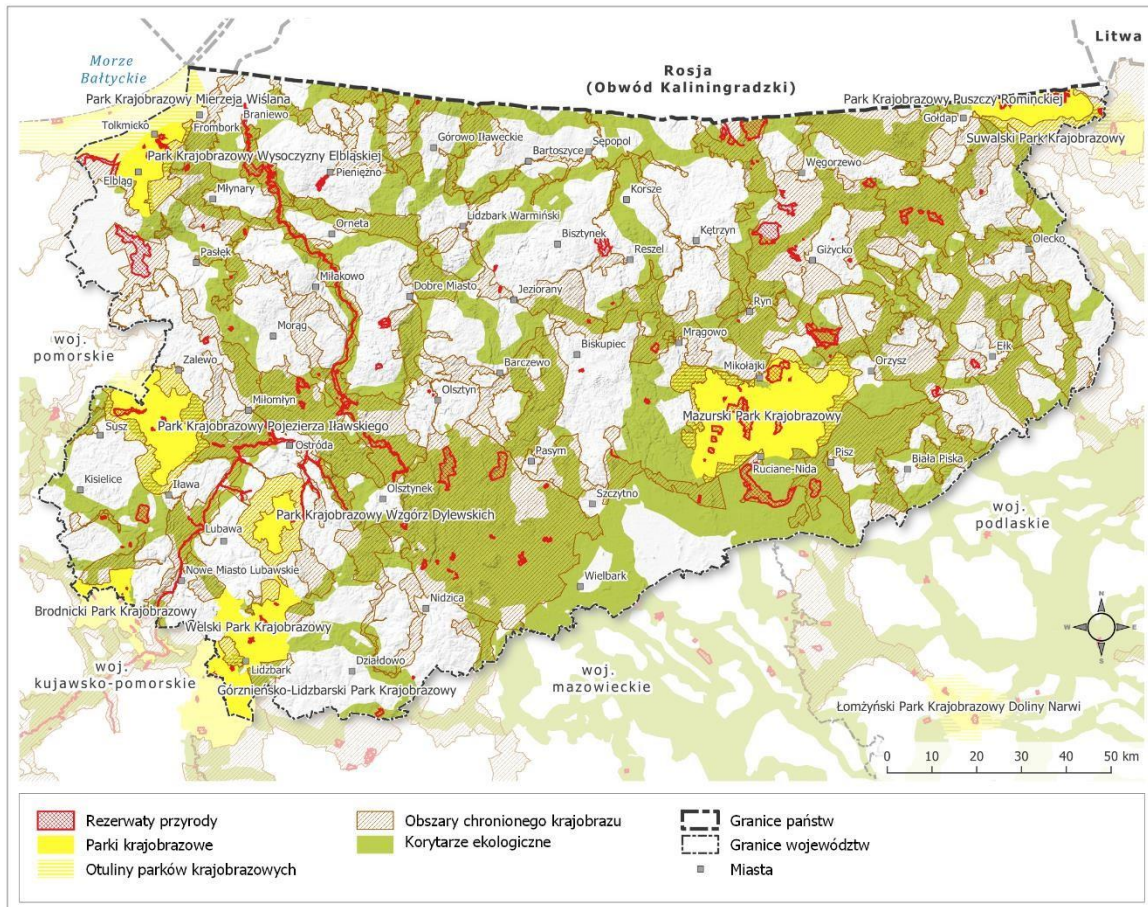 Litwa
Morze
Bałtyckie
Rosja
(Obwód Kaliningradzki)
Park Krajobrazowy Mierzeja Wiślana
Park Krajobrazowy Puszczy Rominckiej
Tolkmicko
Frombork
Braniewo
Gołdap
Górowo Iławeckie
Sępopol
Bartoszyce
Suwalski Park Krajobrazowy
Park Krajobrazowy Wysoczyzny Elbląskiej
Węgorzewo
Elbląg
Pieniężno
Młynary
Korsze
Orneta
Lidzbark Warmiński
Bisztynek
Kętrzyn
Olecko
Pasłęk
Reszel
Giżycko
Miłakowo
Dobre Miasto
Jeziorany
Ryn
Morąg
Mrągowo
woj.
pomorskie
Zalewo
Biskupiec
Ełk
Barczewo
Mikołajki
Orzysz
Olsztyn
Miłomłyn
Mazurski Park Krajobrazowy
Susz
Park Krajobrazowy Pojezierza Iławskiego
Ostróda
Pasym
Pisz
Biała Piska
Ruciane-Nida
Kisielice
Iława
Olsztynek
Szczytno
Park Krajobrazowy Wzgórz Dylewskich
woj.
podlaskie
Lubawa
Nowe Miasto Lubawskie
Wielbark
Brodnicki Park Krajobrazowy
Nidzica
Welski Park Krajobrazowy
N
W
E
S
woj.
kujawsko-pomorskie
Lidzbark
Działdowo
woj.
mazowieckie
Górznieńsko-Lidzbarski Park Krajobrazowy
Łomżyński Park Krajobrazowy Doliny Narwi
0 10 20 30 40 50 km
Rezerwaty przyrody
Parki krajobrazowe
Otuliny parków krajobrazowych
Obszary chronionego krajobrazu
Korytarze ekologiczne
Granice państw
Granice województw
Miasta